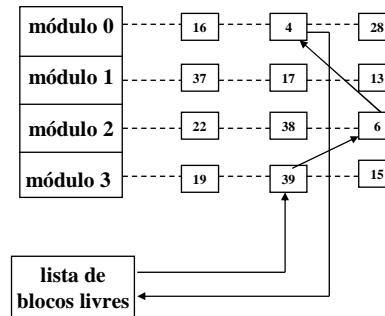 módulo 0 16 4 28
módulo 1 37 17 13
módulo 2 22 38 6
módulo 3 19 39 15
lista de
blocos livres